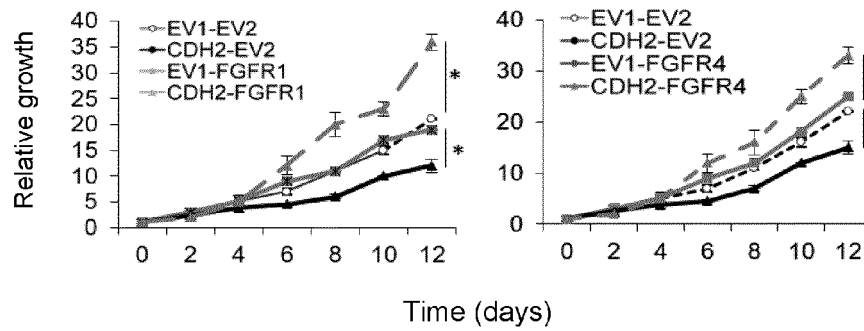 Relative growth
40
35
30
25
20
15
10
5
0
EV1-EV2
CDH2-EV2
EV1-FGFR1
CDH2-FGFR1
*
*
0 2 4 6 8 10 12
40
30
20
10
0
EV1-EV2
CDH2-EV2
EV1-FGFR4
CDH2-FGFR4
0 2 4 6 8 10 12
Time (days)